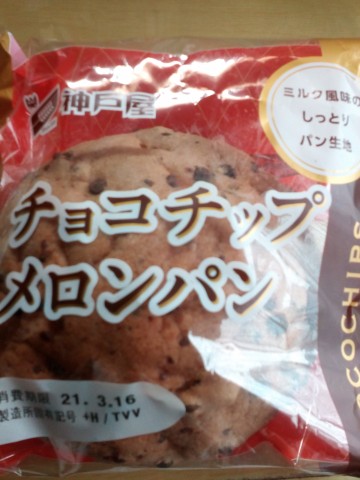 神戸屋
ミルク風味の
しっとり
パン生地
チョコチップ
メロンパン
消費期限 21.3.16
製造所固有記号 +H/TVV
COCHIPS